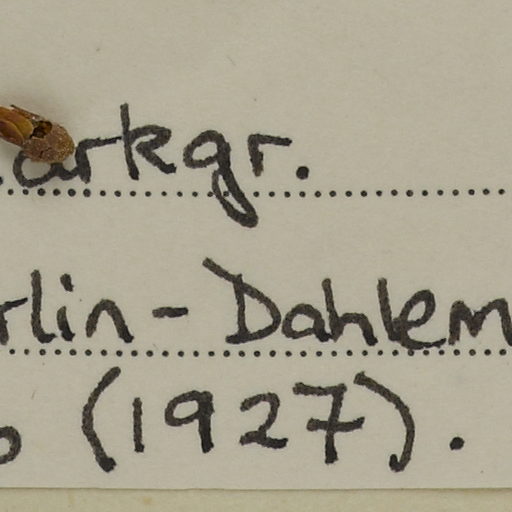 arkgr.
rlin - Dahlem
(1927).